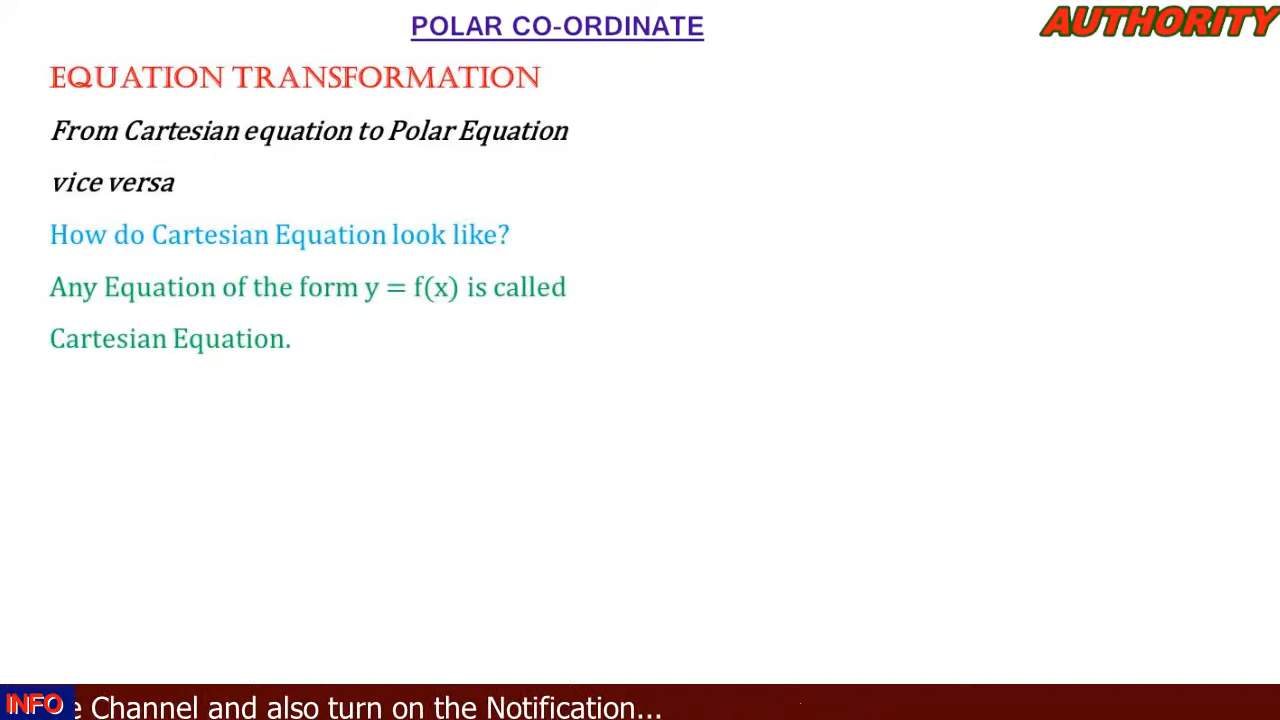 POLAR CO-ORDINATE
AUTHORITY
EQUATION TRANSFORMATION
From Cartesian equation to Polar Equation
vice versa
How do Cartesian Equation look like?
Any Equation of the form y = f(x) is called
Cartesian Equation.
INFO e Channel and also turn on the Notification...